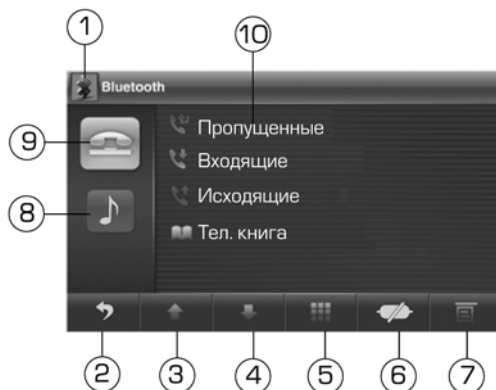 1
10
Bluetooth
Пропущенные
9
Входящие
Исходящие
8
Тел. книга
2
3
4
5
6
7